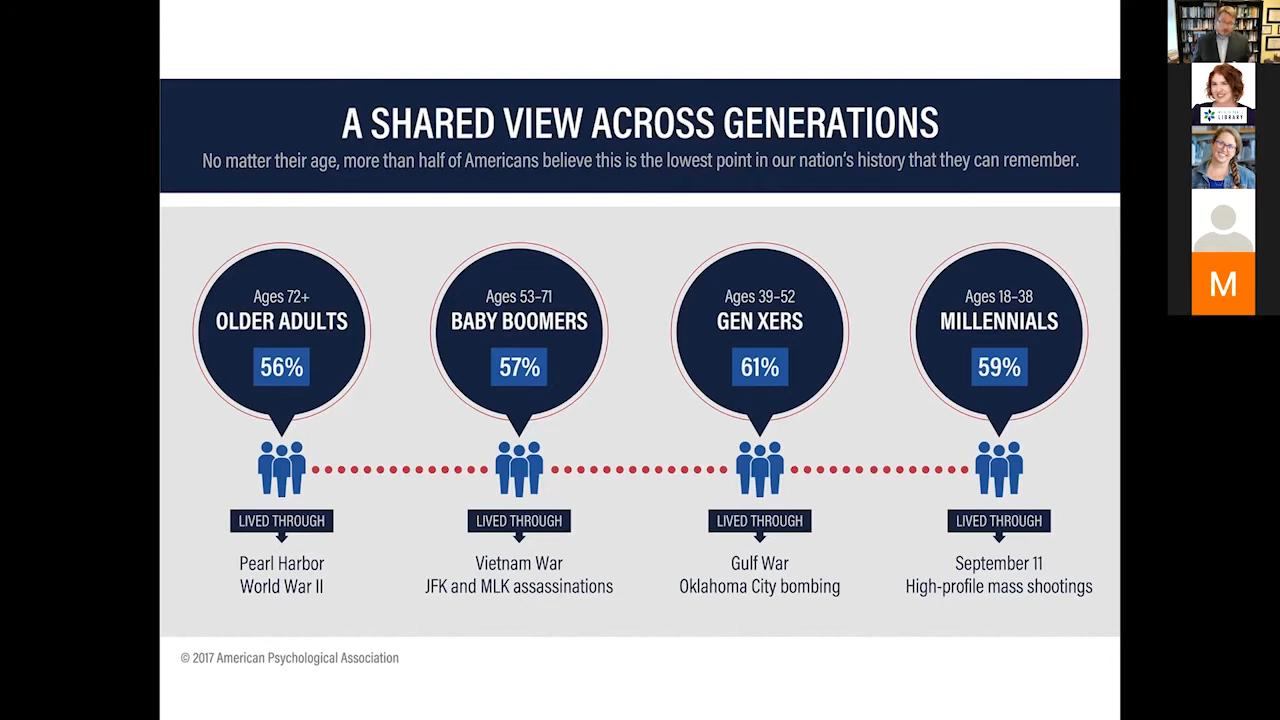 A SHARED VIEW ACROSS GENERATIONS
No matter their age, more than half of Americans believe this is the lowest point in our nation's history that they can remember.
Ages 72+
OLDER ADULTS
56%
LIVED THROUGH
Pearl Harbor
World War II
Ages 53–71
BABY BOOMERS
57%
LIVED THROUGH
Vietnam War
JFK and MLK assassinations
Ages 39–52
GEN XERS
61%
LIVED THROUGH
Gulf War
Oklahoma City bombing
Ages 18–38
MILLENNIALS
59%
LIVED THROUGH
September 11
High-profile mass shootings
© 2017 American Psychological Association
LIBRARY
M